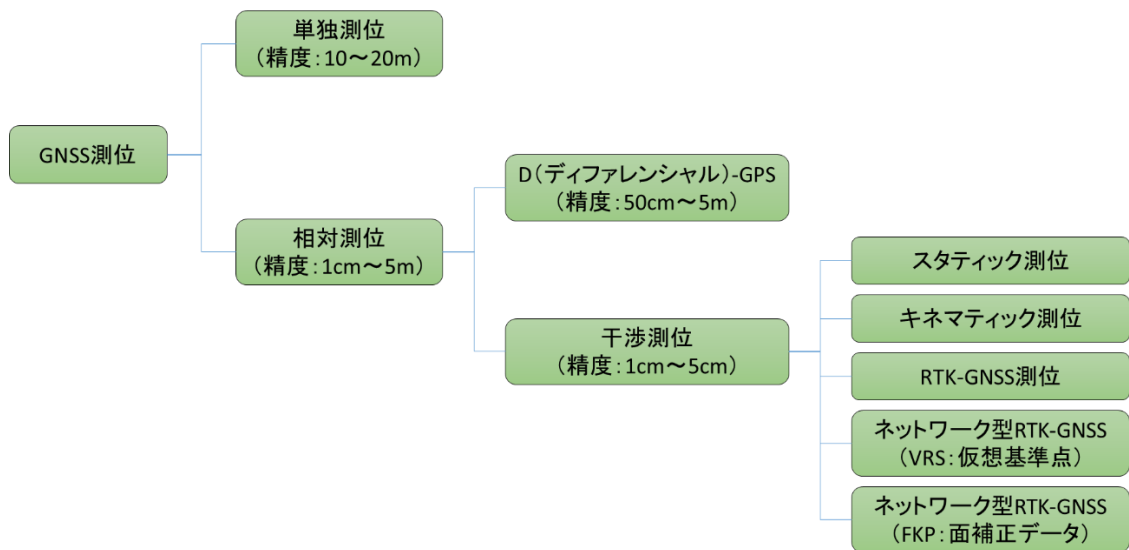 単独測位
（精度：10～20m）
GNSS測位
D（ディファレンシャル）-GPS
（精度：50cm～5m）
相対測位
（精度：1cm～5m）
スタティック測位
キネマティック測位
干渉測位
（精度：1cm～5cm）
RTK-GNSS測位
ネットワーク型RTK-GNSS
（VRS：仮想基準点）
ネットワーク型RTK-GNSS
（FKP：面補正データ）